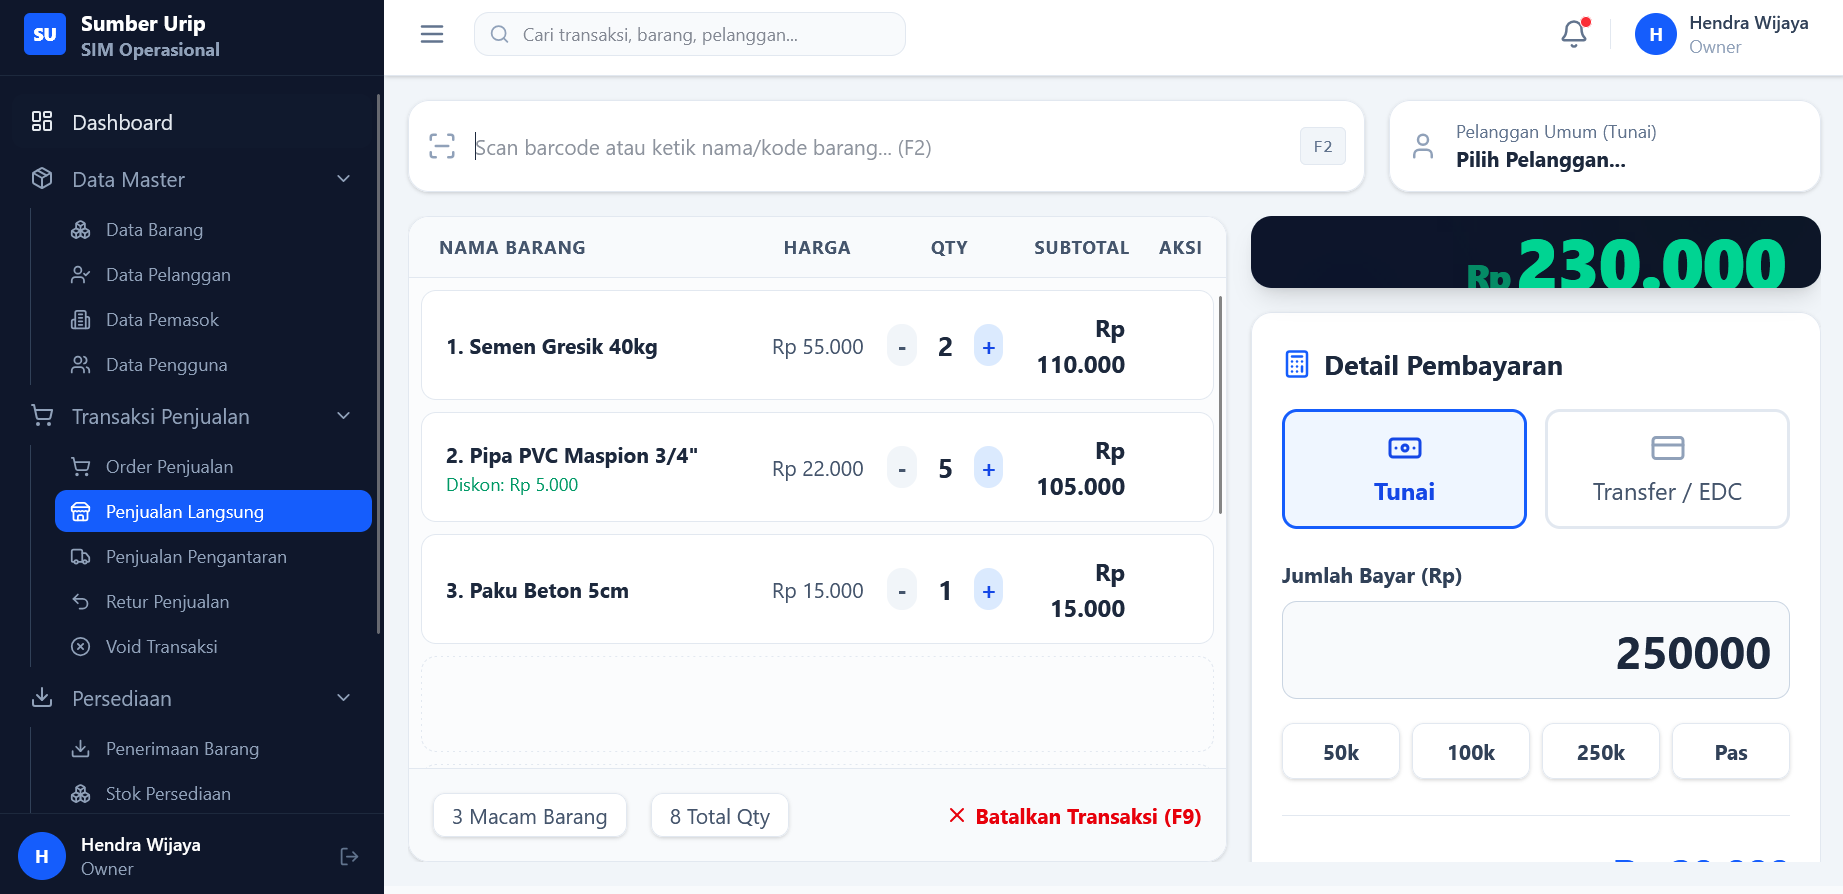 SU
Sumber Urip
SIM Operasional
Dashboard
Data Master
Data Barang
Data Pelanggan
Data Pemasok
Data Pengguna
Transaksi Penjualan
Order Penjualan
Penjualan Langsung
Penjualan Pengantaran
Retur Penjualan
Void Transaksi
Persediaan
Penerimaan Barang
Stok Persediaan
H
Hendra Wijaya
Owner
Cari transaksi, barang, pelanggan...
H
Hendra Wijaya
Owner
Scan barcode atau ketik nama/kode barang... (F2)
F2
Pelanggan Umum (Tunai)
Pilih Pelanggan...
NAMA BARANG HARGA QTY SUBTOTAL AKSI
1. Semen Gresik 40kg Rp 55.000 - 2 + Rp 110.000
2. Pipa PVC Maspion 3/4" Rp 22.000 - 5 + Rp 105.000
Diskon: Rp 5.000
3. Paku Beton 5cm Rp 15.000 - 1 + Rp 15.000
3 Macam Barang
8 Total Qty
Batalkan Transaksi (F9)
Rp 230.000
Detail Pembayaran
Tunai
Transfer / EDC
Jumlah Bayar (Rp)
250000
50k
100k
250k
Pas